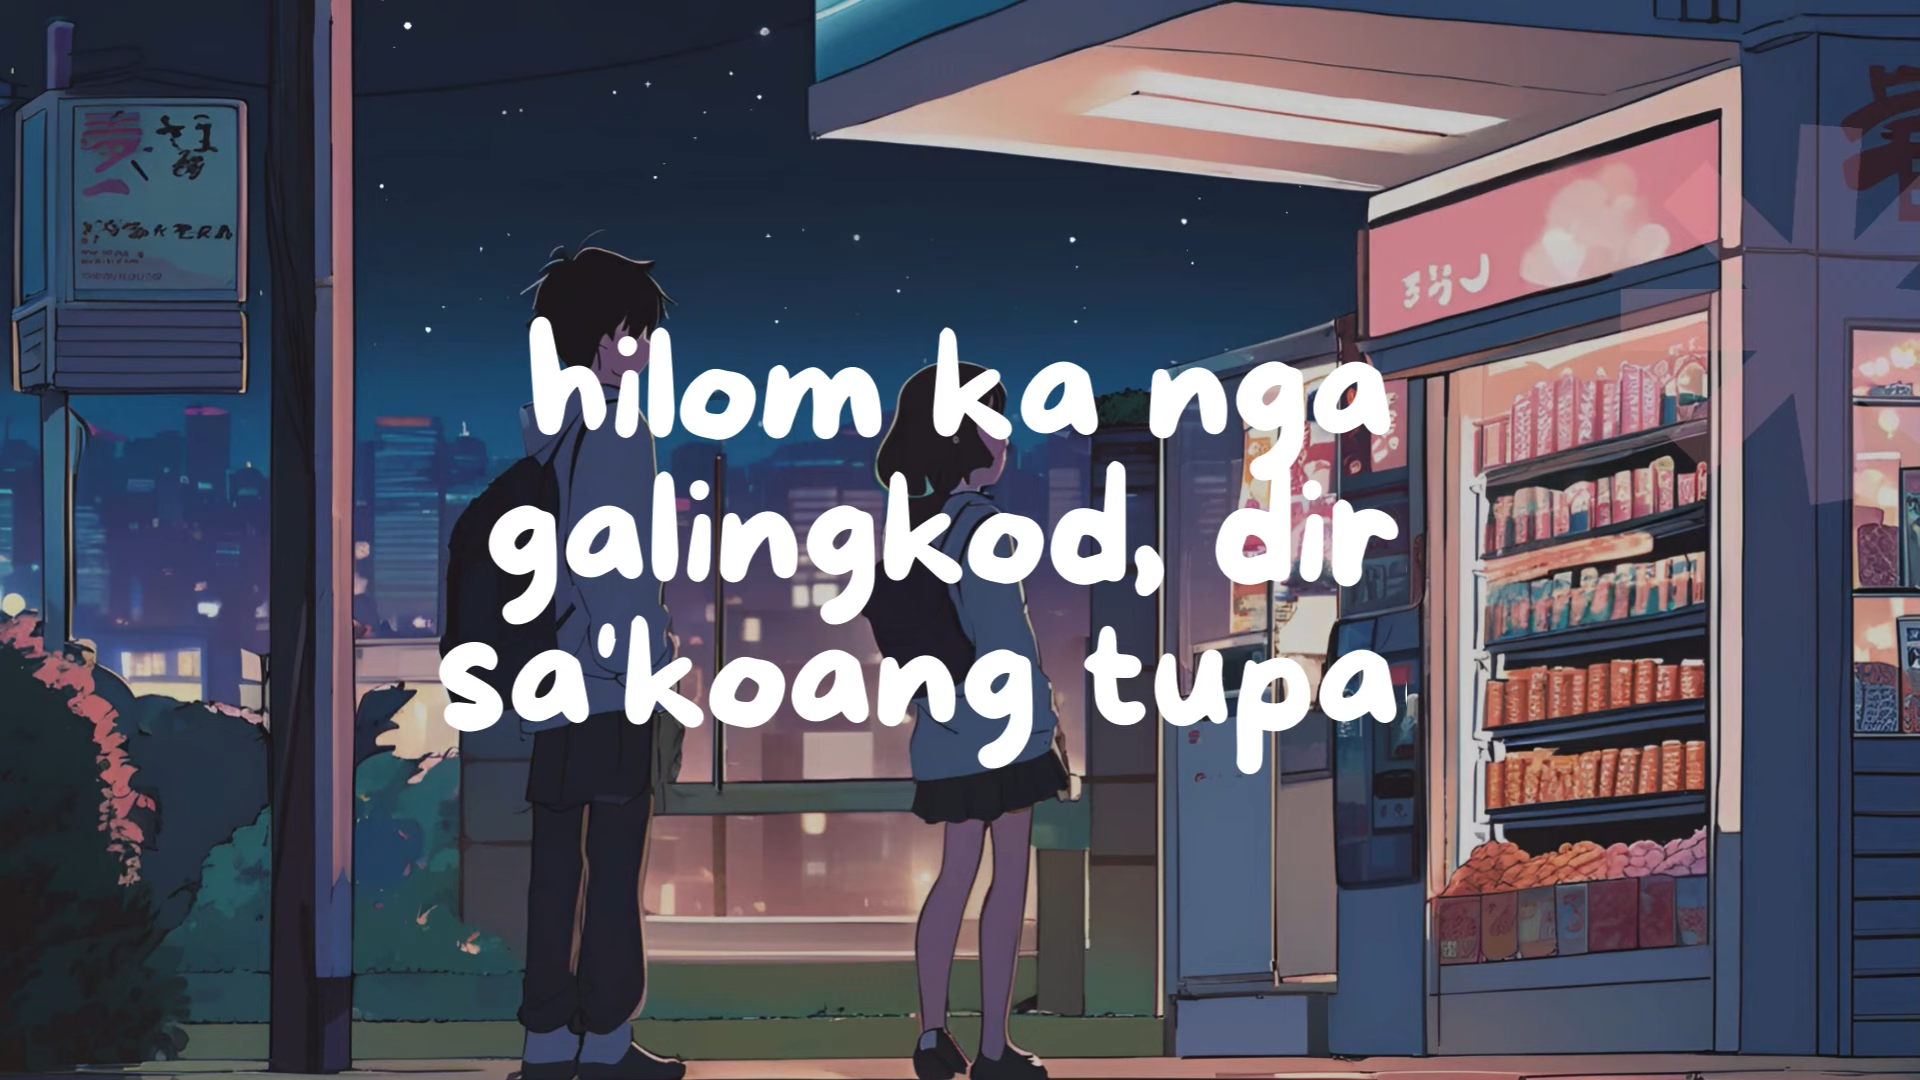 hilom ka nga
galingkod, dir
sa'koang tupa